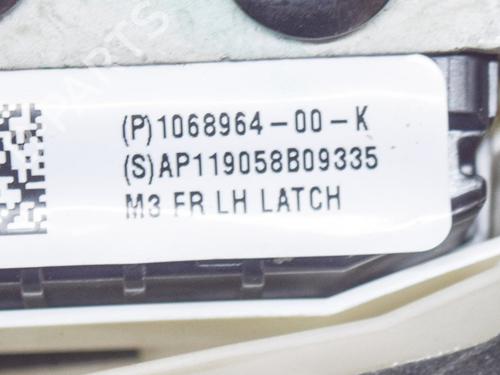 (P)1068964-00-K
(S)AP119058B09335
M3 FR LH LATCH